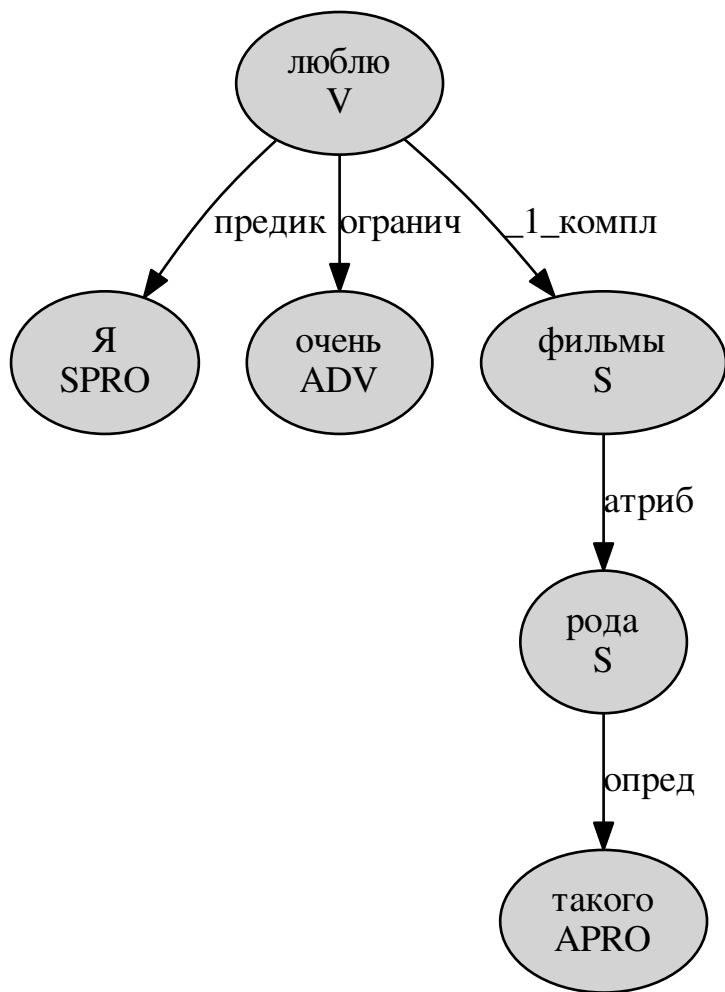 люблю
V
предик
огранич
_1_компл
Я
SPRO
очень
ADV
фильмы
S
атриб
рода
S
опред
такого
APRO